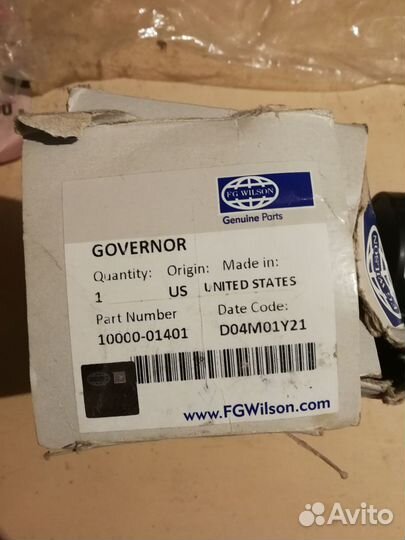 FG WILSON
Genuine Parts
GOVERNOR
Quantity: Origin: Made in:
1 US UNITED STATES
Part Number Date Code:
10000-01401 D04M01Y21
www.FGWilson.com
Avito